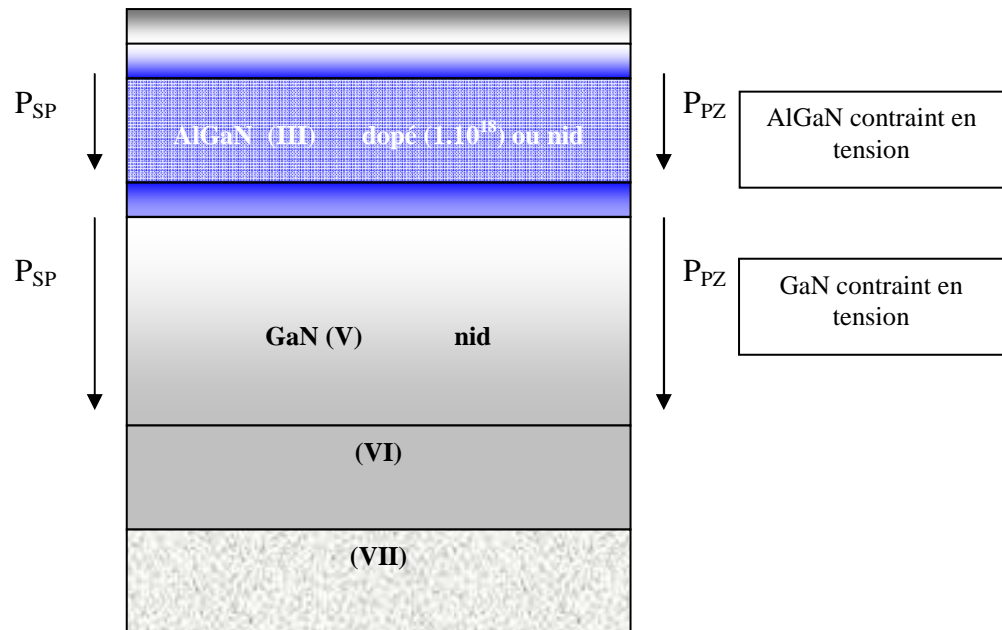 P_SP
P_PZ
AlGaN contraint en
tension
AlGaN (III) dopé (1.10^18) ou nid
P_SP
P_PZ
GaN contraint en
tension
GaN (V) nid
(VI)
(VII)